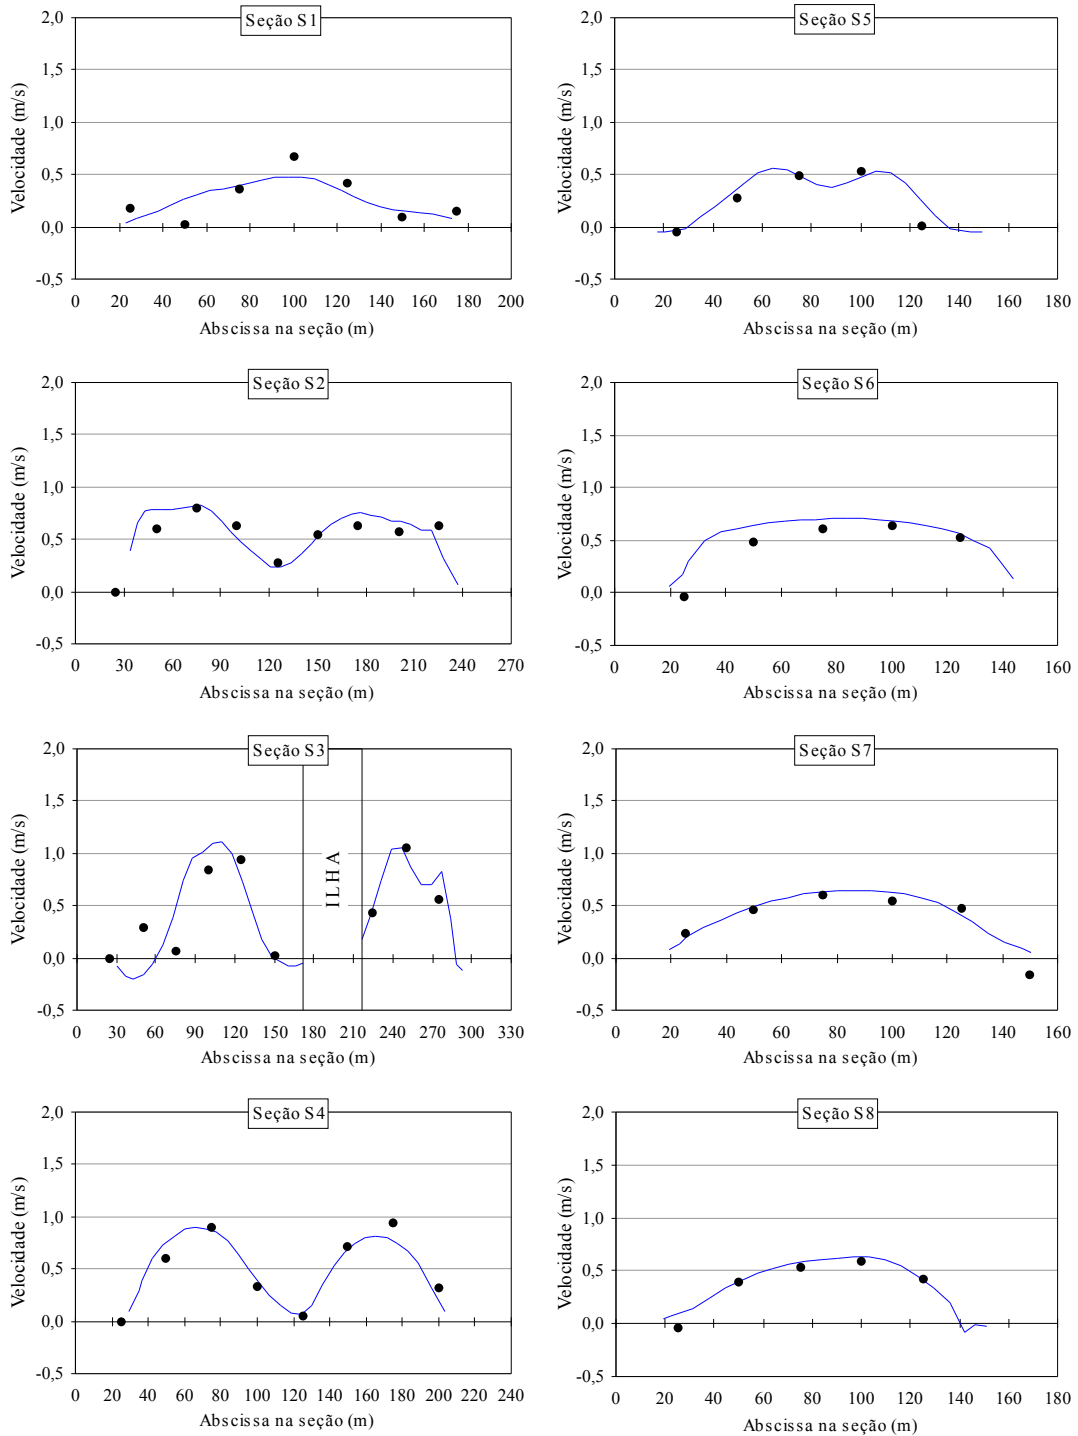 Seção S1
2,0
1,5
1,0
0,5
0,0
-0,5
Velocidade (m/s)
0 20 40 60 80 100 120 140 160 180 200
Abscissa na seção (m)
Seção S5
2,0
1,5
1,0
0,5
0,0
-0,5
Velocidade (m/s)
0 20 40 60 80 100 120 140 160 180
Abscissa na seção (m)
Seção S2
2,0
1,5
1,0
0,5
0,0
-0,5
Velocidade (m/s)
0 30 60 90 120 150 180 210 240 270
Abscissa na seção (m)
Seção S6
2,0
1,5
1,0
0,5
0,0
-0,5
Velocidade (m/s)
0 20 40 60 80 100 120 140 160
Abscissa na seção (m)
Seção S3
2,0
1,5
1,0
0,5
0,0
-0,5
Velocidade (m/s)
ILHA
0 30 60 90 120 150 180 210 240 270 300 330
Abscissa na seção (m)
Seção S7
2,0
1,5
1,0
0,5
0,0
-0,5
Velocidade (m/s)
0 20 40 60 80 100 120 140 160
Abscissa na seção (m)
Seção S4
2,0
1,5
1,0
0,5
0,0
-0,5
Velocidade (m/s)
0 20 40 60 80 100 120 140 160 180 200 220 240
Abscissa na seção (m)
Seção S8
2,0
1,5
1,0
0,5
0,0
-0,5
Velocidade (m/s)
0 20 40 60 80 100 120 140 160 180
Abscissa na seção (m)